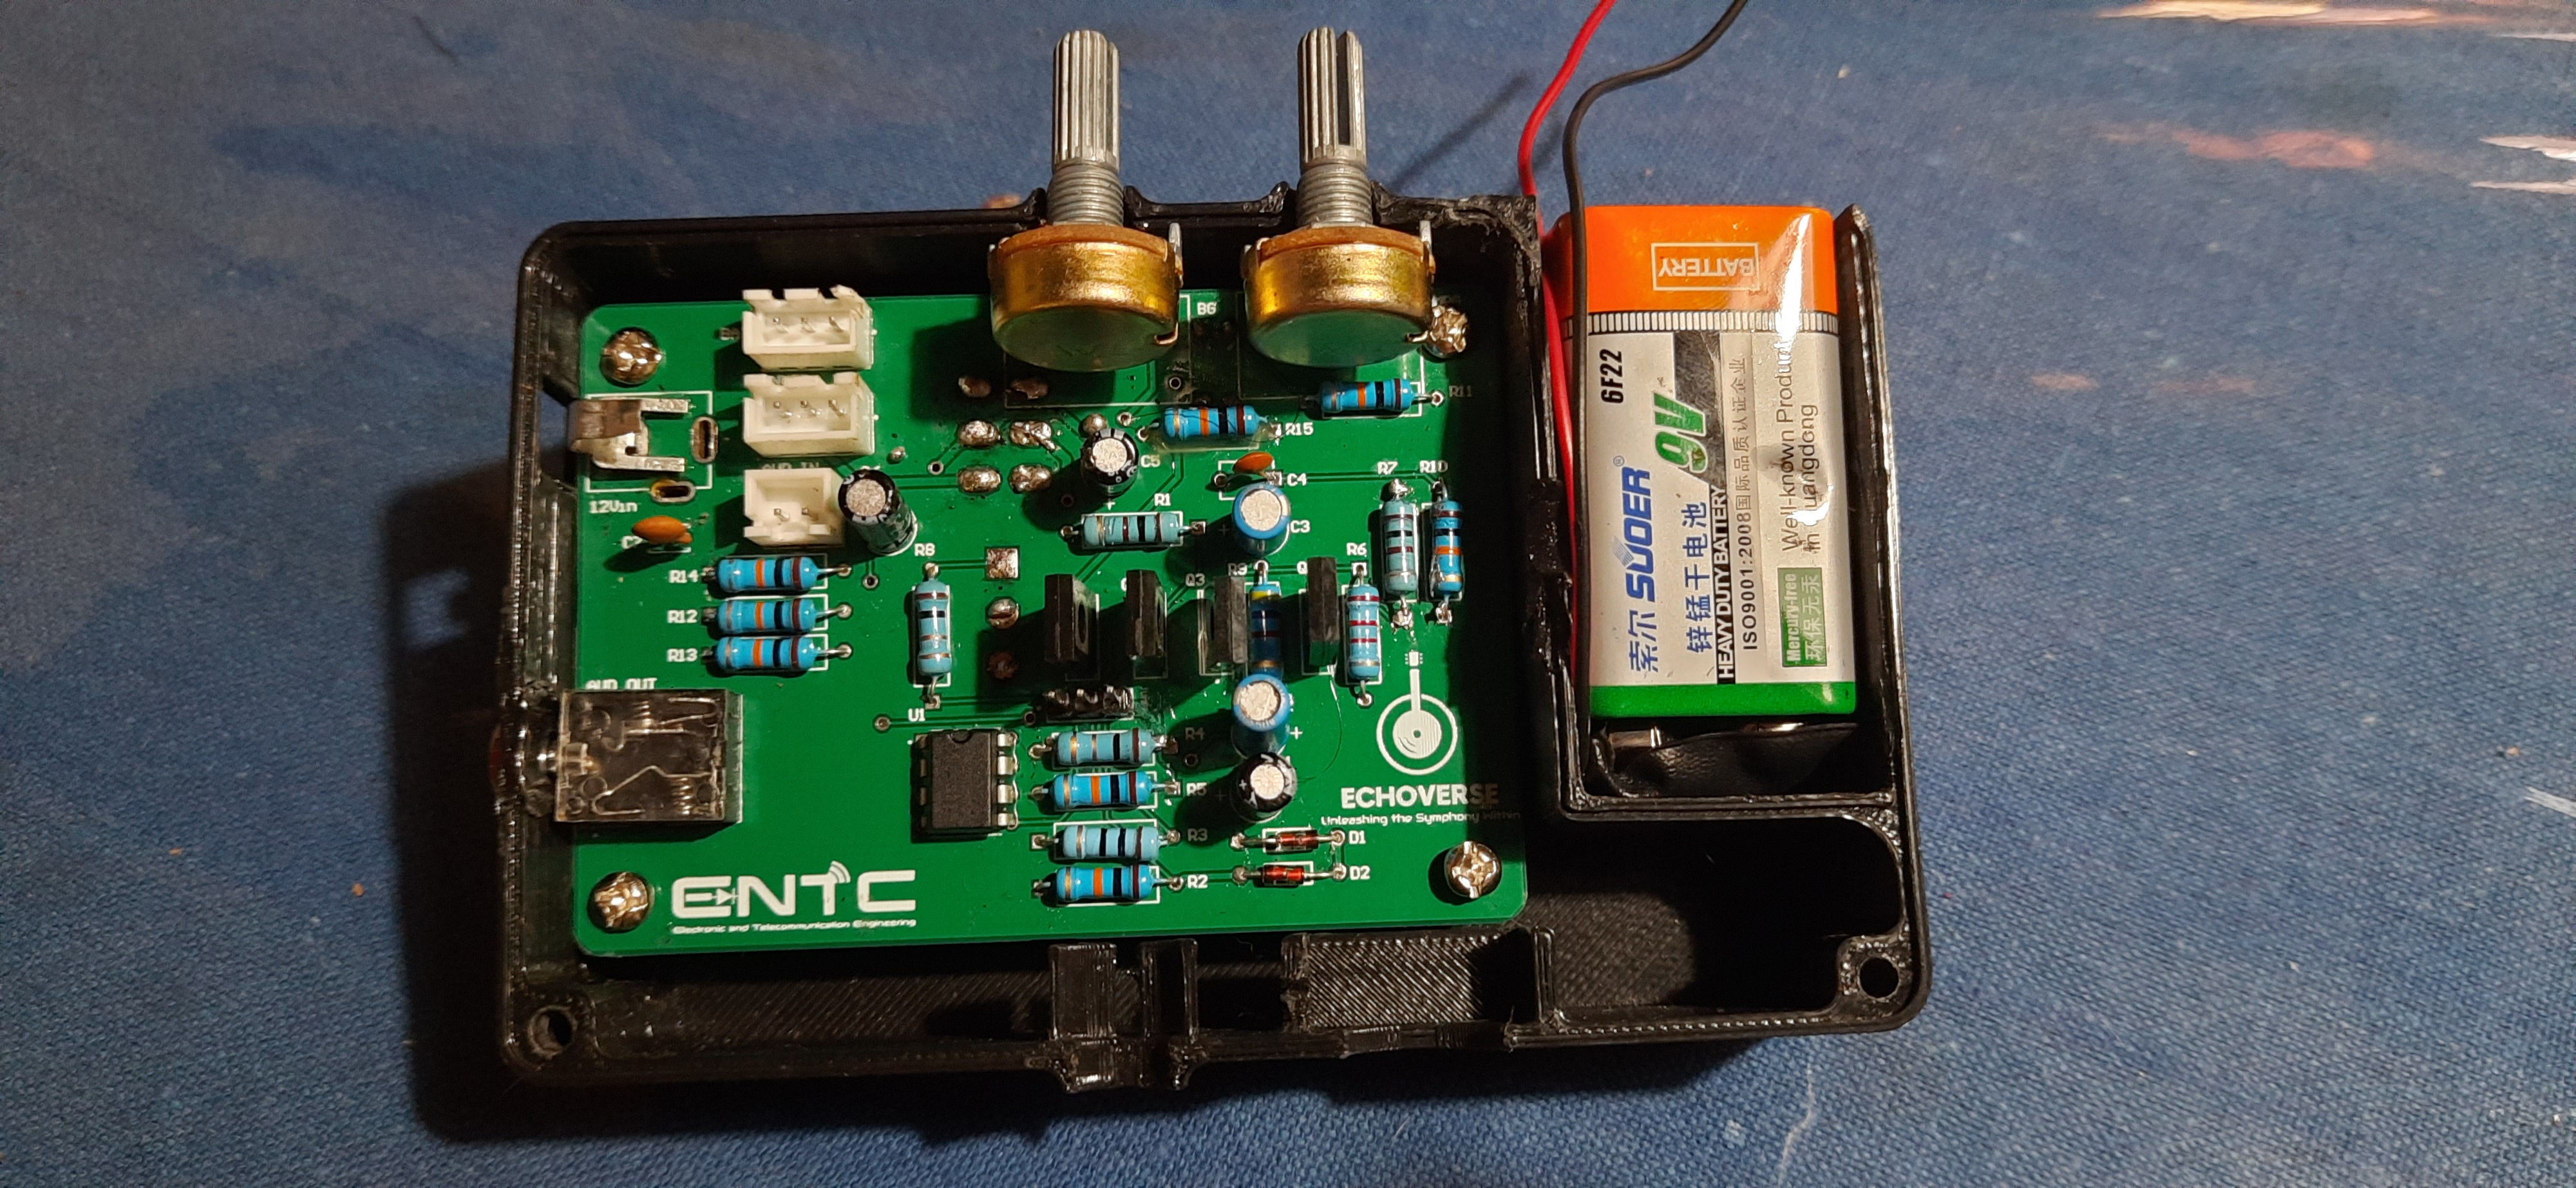 BG
R11
R15
C5
C4
R7
R10
R1
C3
12Vin
R8
R6
R14
Q3
R9
R12
R13
AUD OUT
U1
R4
R5
R3
R2
D1
D2
+
ECHOVERSE
Unleashing the Symphony Within
ENTC
Electronic and Telecommunication Engineering
BATTERY
6F22
9V
索尔 SUOER®
锌锰干电池
HEAVY DUTY BATTERY
ISO9001:2008国际品质认证企业
Well-known Product
in Guangdong
Mercury-free
环保无汞